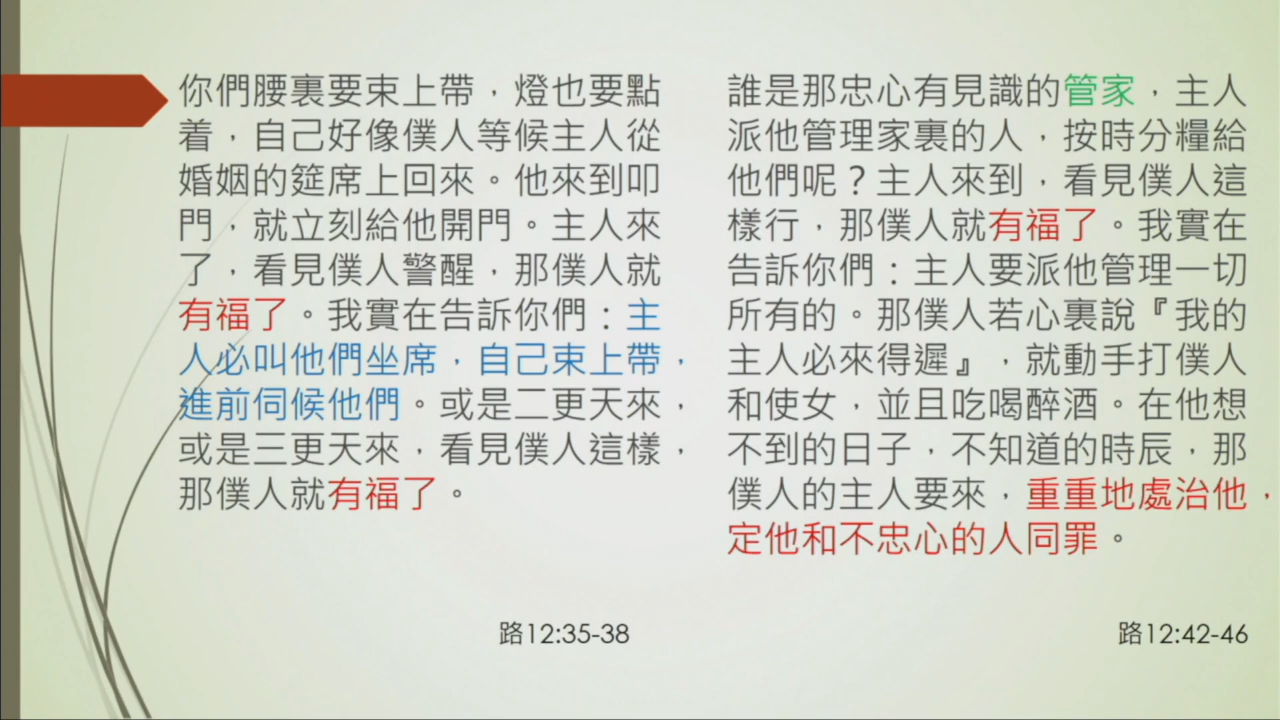 你們腰裏要束上帶，燈也要點
着，自己好像僕人等候主人從
婚姻的筵席上回來。他來到叩
門，就立刻給他開門。主人來
了，看見僕人警醒，那僕人就
有福了。我實在告訴你們：主
人必叫他們坐席，自己束上帶，
進前伺候他們。或是二更天來，
或是三更天來，看見僕人這樣，
那僕人就有福了。
路12:35-38
誰是那忠心有見識的管家，主人
派他管理家裏的人，按時分糧給
他們呢？主人來到，看見僕人這
樣行，那僕人就有福了。我實在
告訴你們：主人要派他管理一切
所有的。那僕人若心裏說『我的
主人必來得遲』，就動手打僕人
和使女，並且吃喝醉酒。在他想
不到的日子，不知道的時辰，那
僕人的主人要來，重重地處治他，
定他和不忠心的人同罪。
路12:42-46